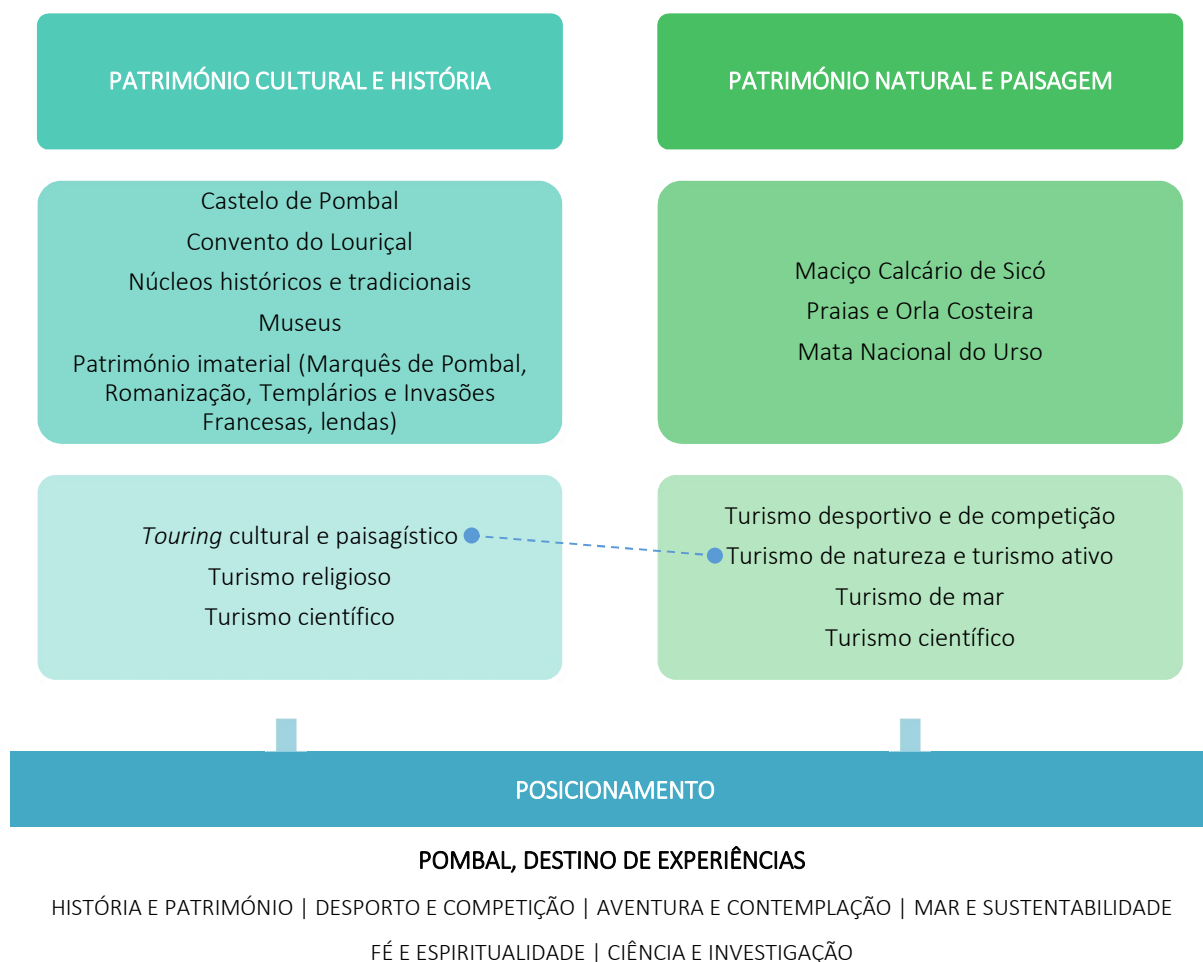 PATRIMÓNIO CULTURAL E HISTÓRIA
Castelo de Pombal
Convento do Louriçal
Núcleos históricos e tradicionais
Museus
Património imaterial (Marquês de Pombal,
Romanização, Templários e Invasões
Francesas, lendas)
Touring cultural e paisagístico
Turismo religioso
Turismo científico
PATRIMÓNIO NATURAL E PAISAGEM
Maciço Calcário de Sicó
Praias e Orla Costeira
Mata Nacional do Urso
Turismo desportivo e de competição
Turismo de natureza e turismo ativo
Turismo de mar
Turismo científico
POSICIONAMENTO
POMBAL, DESTINO DE EXPERIÊNCIAS
HISTÓRIA E PATRIMÓNIO | DESPORTO E COMPETIÇÃO | AVENTURA E CONTEMPLAÇÃO | MAR E SUSTENTABILIDADE
FÉ E ESPIRITUALIDADE | CIÊNCIA E INVESTIGAÇÃO